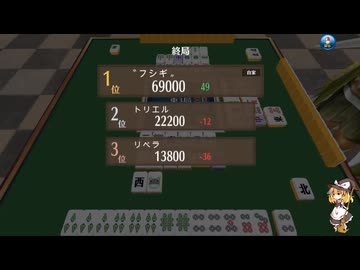 終局
1位 〝フシギ〟 自家
69000 49
2位 トリエル
22200 -12
3位 リベラ
13800 -36
西
北